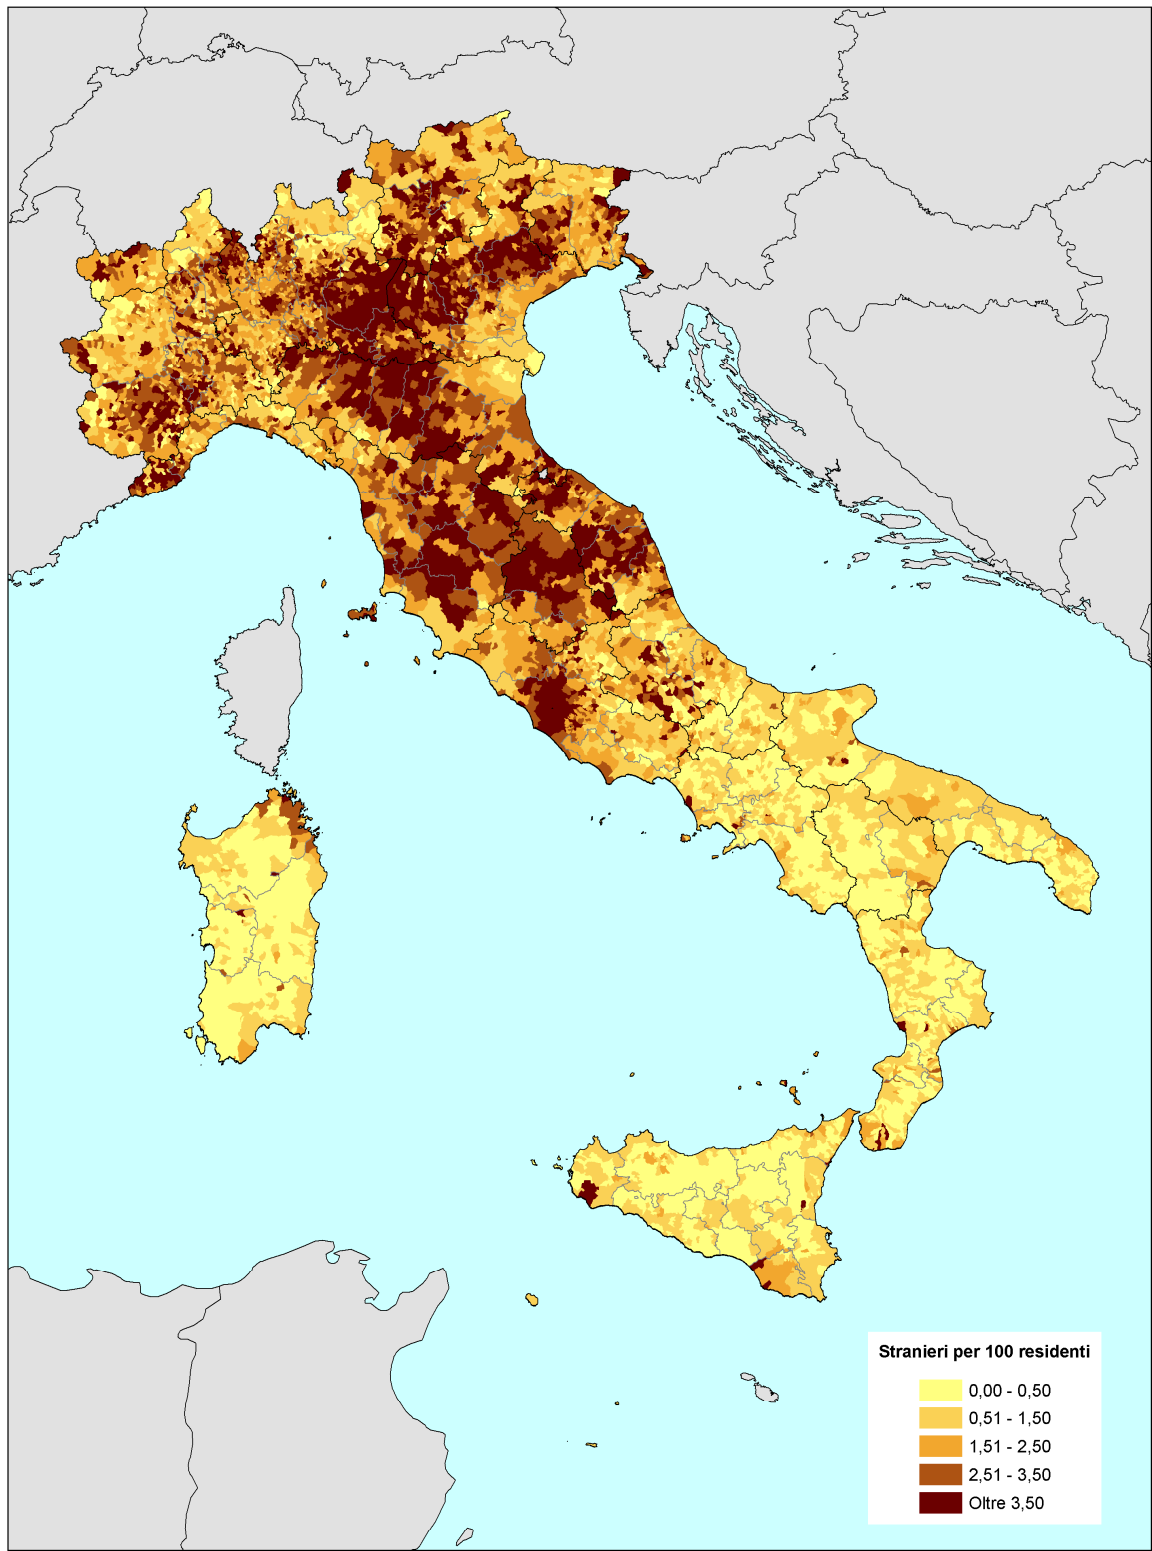 Stranieri per 100 residenti
0,00 - 0,50
0,51 - 1,50
1,51 - 2,50
2,51 - 3,50
Oltre 3,50